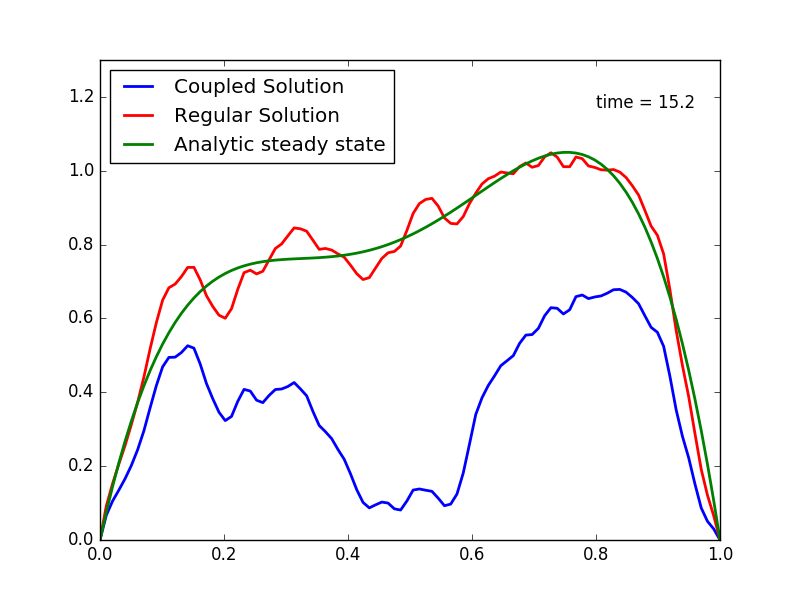 Coupled Solution
Regular Solution
Analytic steady state
time = 15.2
1.2
1.0
0.8
0.6
0.4
0.2
0.0
0.0 0.2 0.4 0.6 0.8 1.0